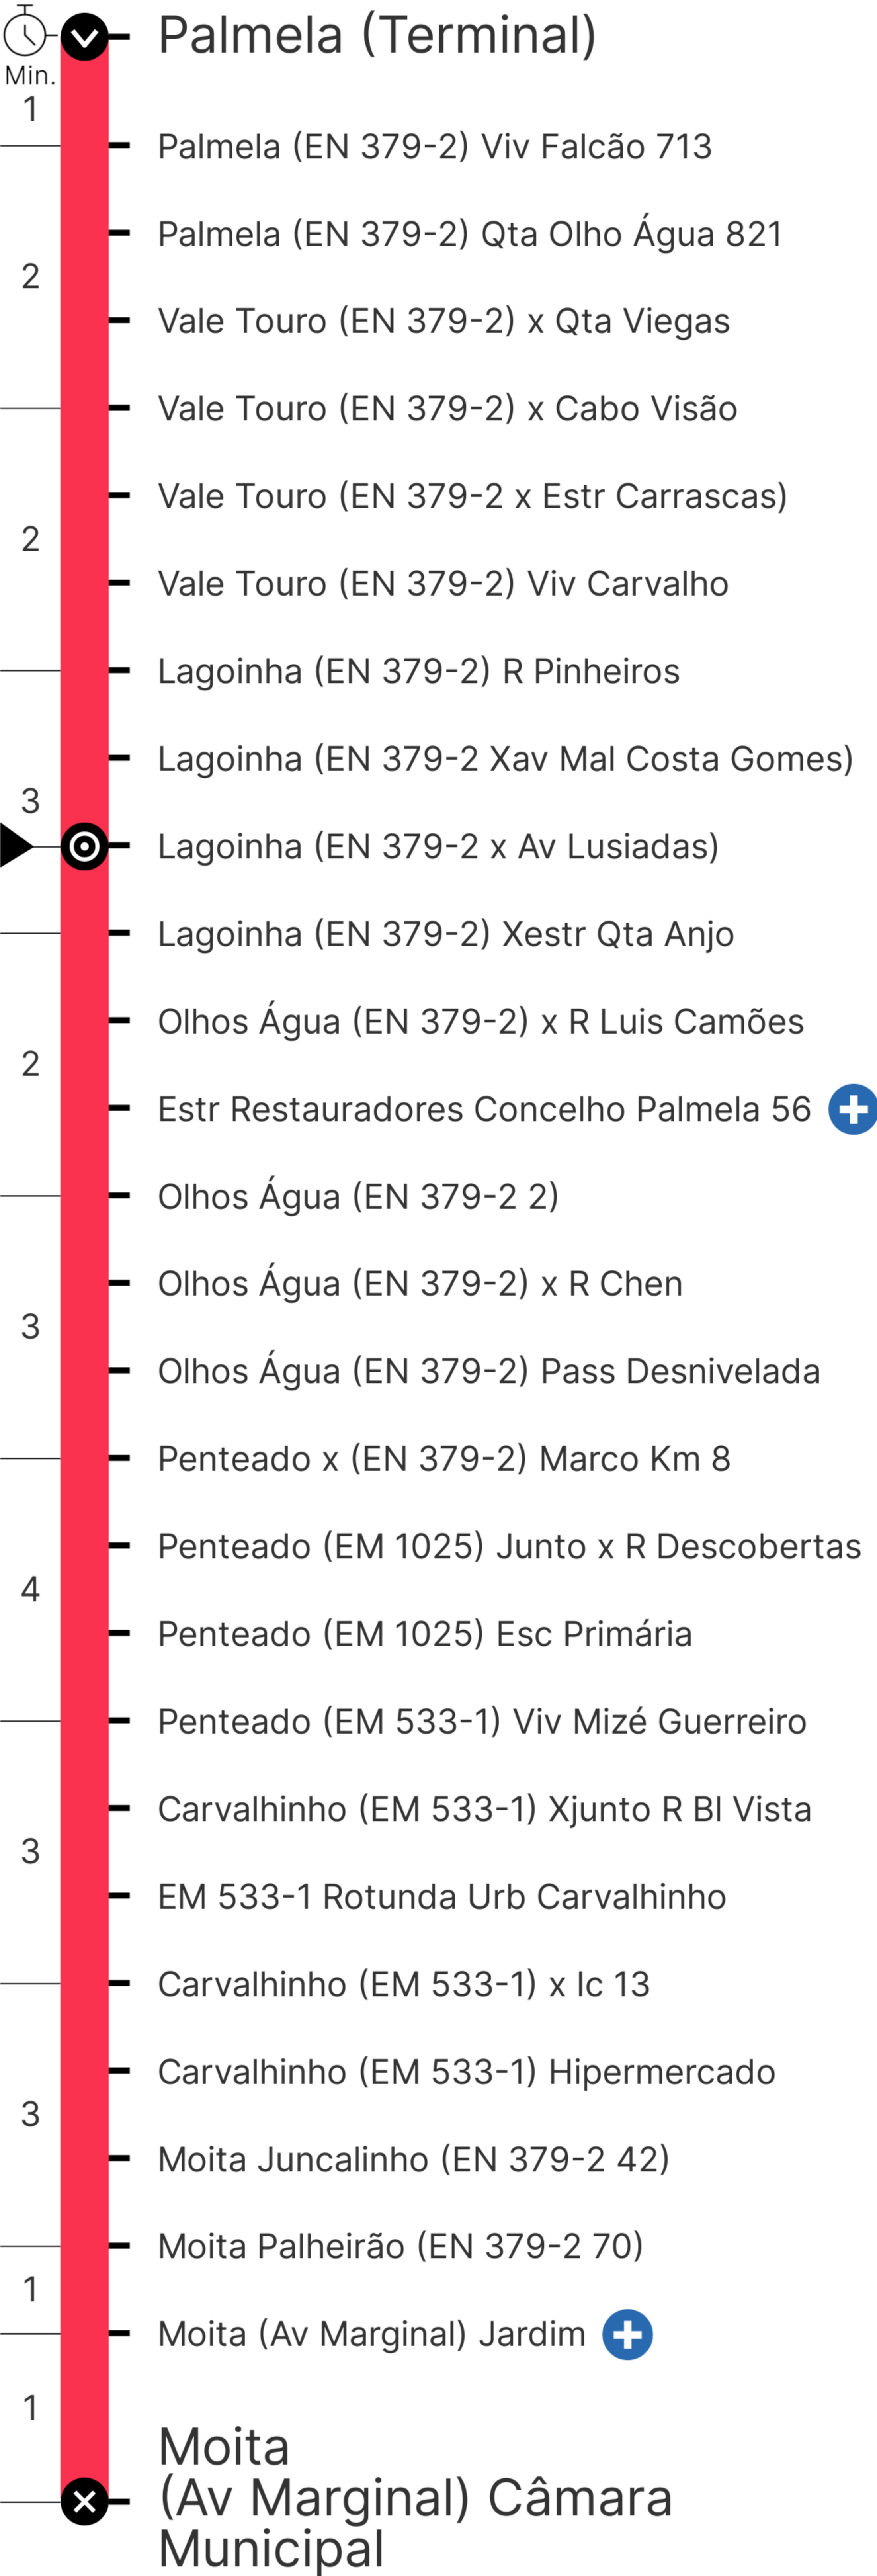 Palmela (Terminal)
Min.
1
Palmela (EN 379-2) Viv Falcão 713
Palmela (EN 379-2) Qta Olho Água 821
2
Vale Touro (EN 379-2) x Qta Viegas
Vale Touro (EN 379-2) x Cabo Visão
Vale Touro (EN 379-2 x Estr Carrascas)
2
Vale Touro (EN 379-2) Viv Carvalho
Lagoinha (EN 379-2) R Pinheiros
Lagoinha (EN 379-2 Xav Mal Costa Gomes)
3
Lagoinha (EN 379-2 x Av Lusiadas)
Lagoinha (EN 379-2) Xestr Qta Anjo
Olhos Água (EN 379-2) x R Luis Camões
2
Estr Restauradores Concelho Palmela 56
Olhos Água (EN 379-2 2)
Olhos Água (EN 379-2) x R Chen
3
Olhos Água (EN 379-2) Pass Desnivelada
Penteado x (EN 379-2) Marco Km 8
Penteado (EM 1025) Junto x R Descobertas
4
Penteado (EM 1025) Esc Primária
Penteado (EM 533-1) Viv Mizé Guerreiro
Carvalhinho (EM 533-1) Xjunto R Bl Vista
3
EM 533-1 Rotunda Urb Carvalhinho
Carvalhinho (EM 533-1) x Ic 13
Carvalhinho (EM 533-1) Hipermercado
3
Moita Juncalinho (EN 379-2 42)
Moita Palheirão (EN 379-2 70)
1
Moita (Av Marginal) Jardim
1
Moita
(Av Marginal) Câmara
Municipal